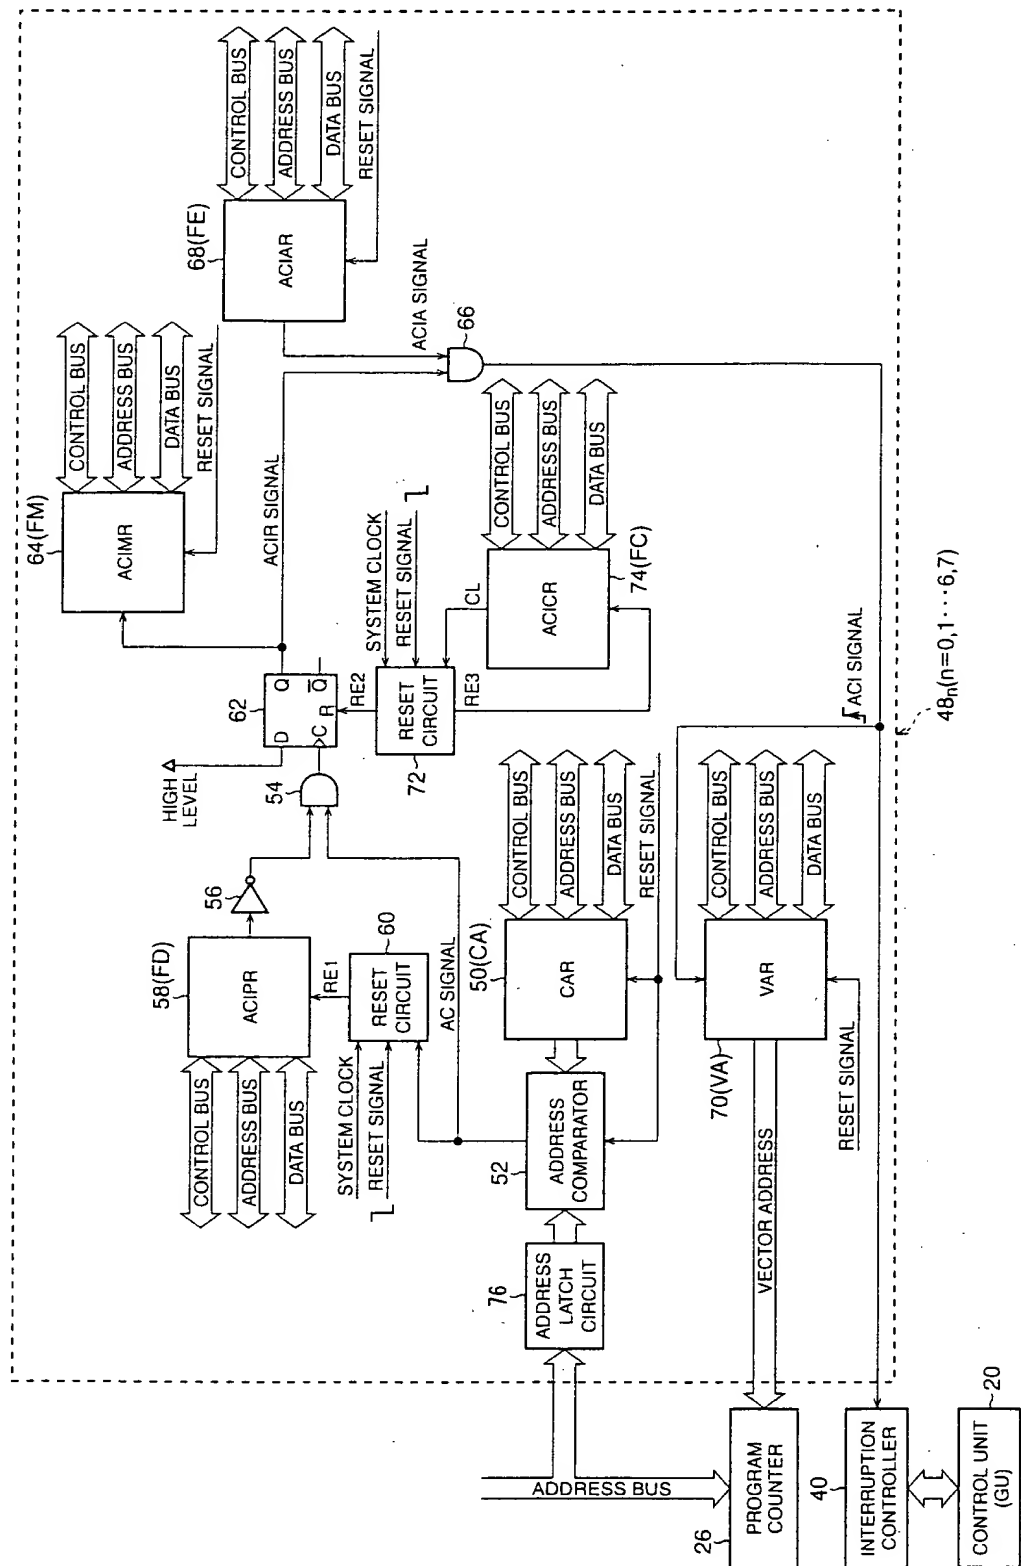 CONTROL BUS
ADDRESS BUS
DATA BUS
RESET SIGNAL
68(FE)
ACIAR
ACIA SIGNAL
66
CONTROL BUS
ADDRESS BUS
DATA BUS
RESET SIGNAL
64(FM)
ACIMR
ACIR SIGNAL
CONTROL BUS
ADDRESS BUS
DATA BUS
74(FC)
ACICR
CL
SYSTEM CLOCK
RESET SIGNAL
RE2
RESET
CIRCUIT
RE3
72
62
D
Q
C
R
Q
HIGH
LEVEL
54
56
58(FD)
ACIPR
RE1
60
RESET
CIRCUIT
AC SIGNAL
CONTROL BUS
ADDRESS BUS
DATA BUS
SYSTEM CLOCK
RESET SIGNAL
50(CA)
CAR
CONTROL BUS
ADDRESS BUS
DATA BUS
RESET SIGNAL
52
ADDRESS
COMPARATOR
76
ADDRESS
LATCH
CIRCUIT
ACI SIGNAL
48n(n=0,1···6,7)
CONTROL BUS
ADDRESS BUS
DATA BUS
70(VA)
VAR
RESET SIGNAL
VECTOR ADDRESS
ADDRESS BUS
26
PROGRAM
COUNTER
40
INTERRUPTION
CONTROLLER
20
CONTROL UNIT
(GU)